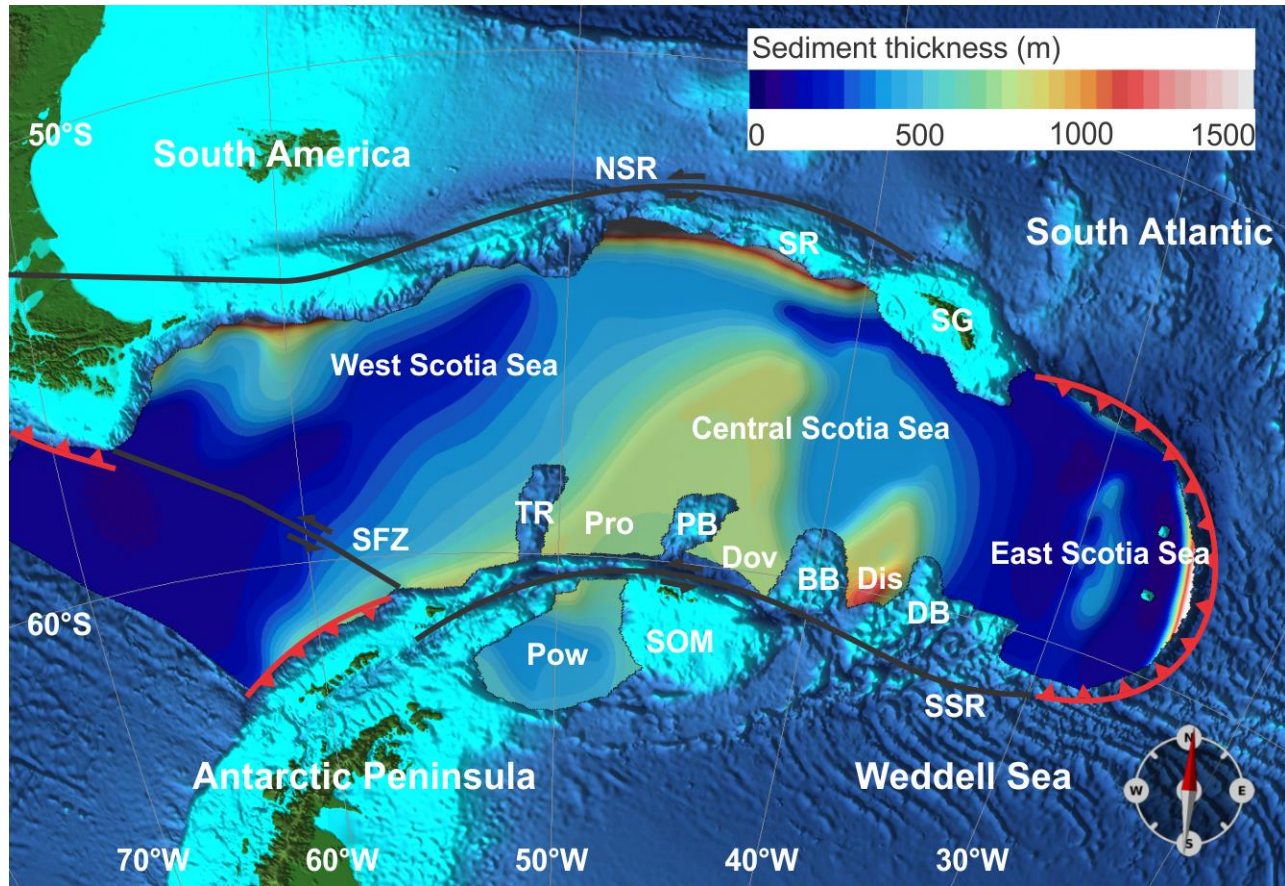 Sediment thickness (m)
0 500 1000 1500
50°S
South America
NSR
SR
South Atlantic
SG
West Scotia Sea
Central Scotia Sea
TR
Pro
PB
SFZ
Dov
BB
Dis
East Scotia Sea
DB
60°S
Pow
SOM
SSR
Antarctic Peninsula
Weddell Sea
N
W E
S
70°W 60°W 50°W 40°W 30°W